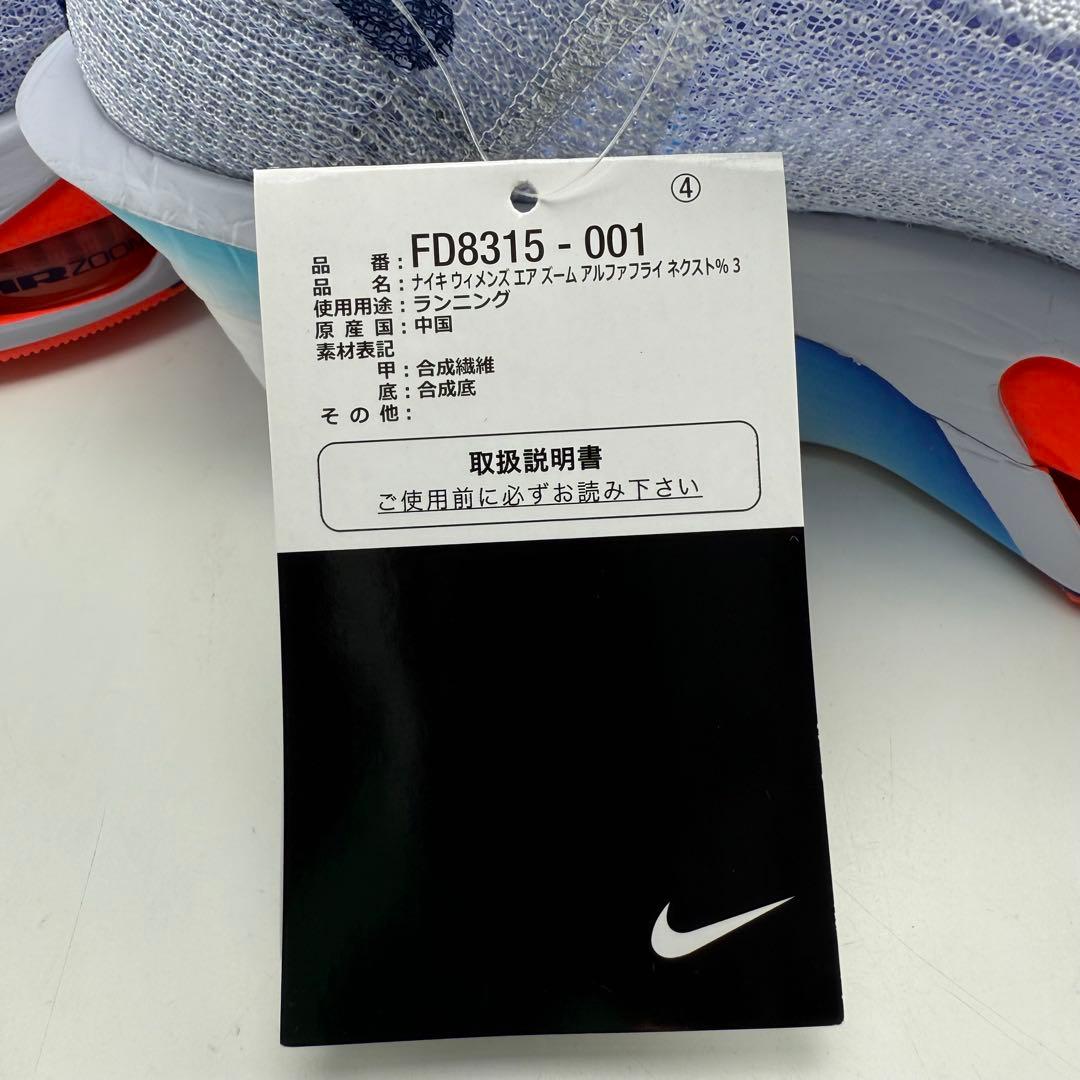 ④
品 番：FD8315 - 001
品 名：ナイキ ウィメンズ エア ズーム アルファフライ ネクスト% 3
使用用途：ランニング
原 産 国：中国
素材表記
甲：合成繊維
底：合成底
そ の 他：
取扱説明書
ご使用前に必ずお読み下さい
ZOOM